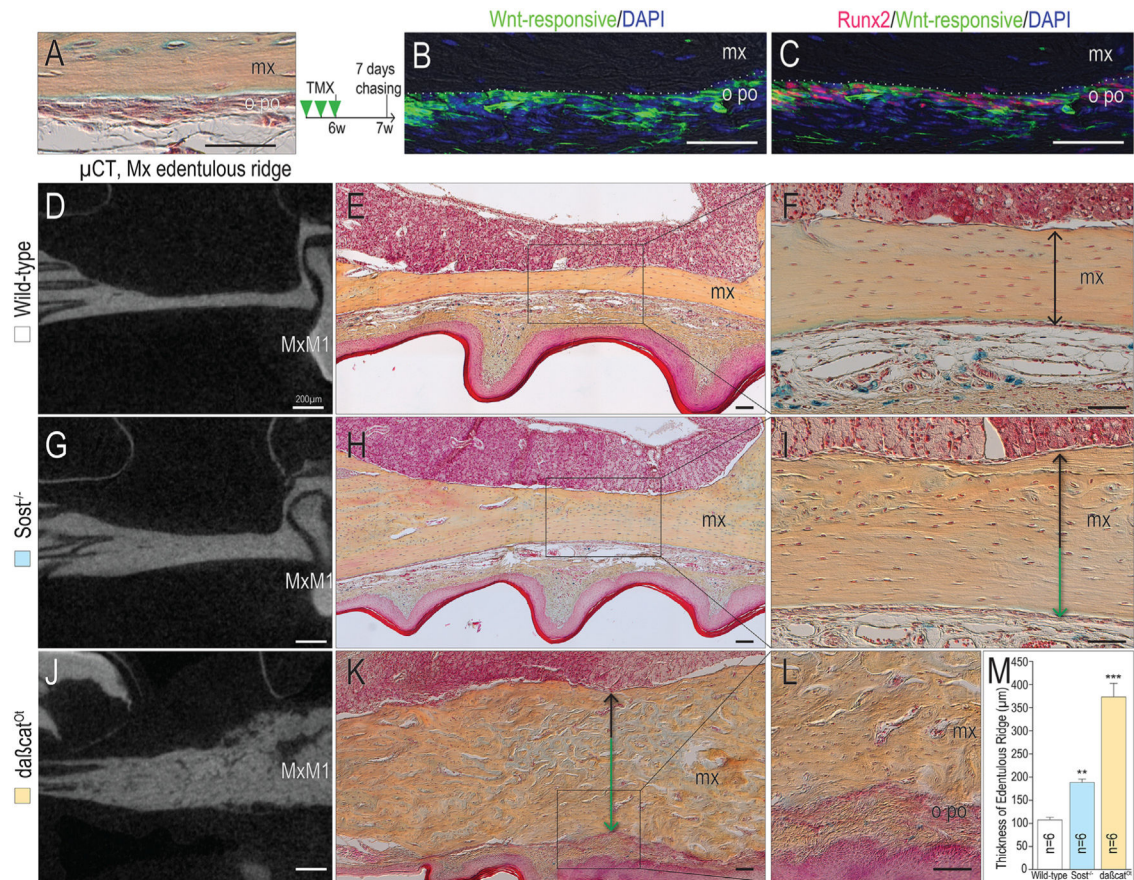 Wnt-responsive/DAPI
Runx2/Wnt-responsive/DAPI
A
mx
o po
TMX
7 days
chasing
6w
7w
B
mx
o po
C
mx
o po
µCT, Mx edentulous ridge
Wild-type
D
MxM1
200µm
E
mx
F
mx
Sost-/-
G
MxM1
H
mx
I
mx
daßcatOt
J
MxM1
K
mx
L
mx
o po
M
Thickness of Edentulous Ridge (µm)
450
400
350
300
250
200
150
100
50
0
**
***
n=6
n=6
n=6
Wild-type
Sost-/-
daßcatOt